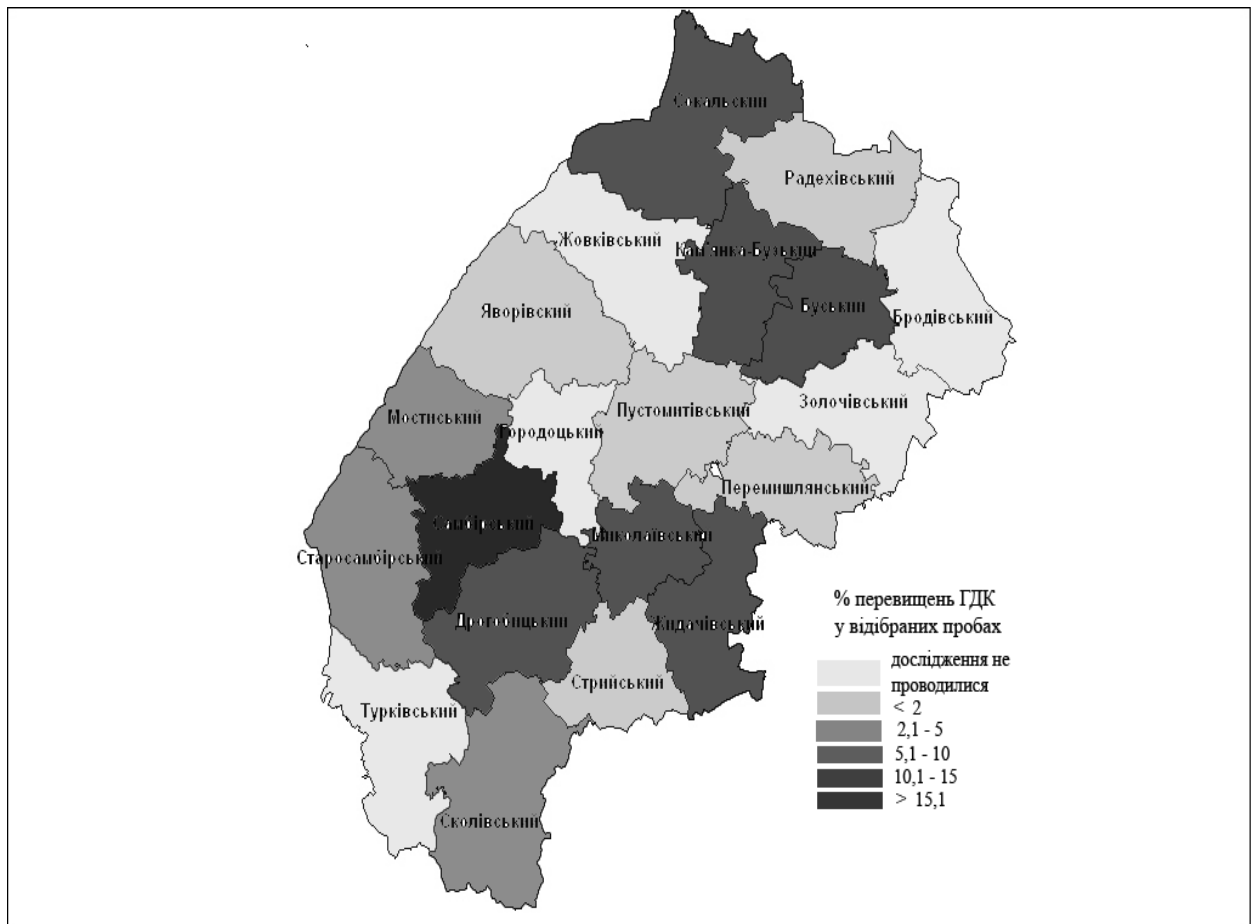 Сокальский
Радехівський
Жовківський
Кам'янка-Бузькій
Яворівский
Буський
Бродівський
Мостиський
Городоцький
Пустомитівський
Золочівський
Перемишлянський
Самбірський
Миколаївський
Старосамбірський
Дрогобицький
Жидачівський
Стрийський
Турківський
Сколівський
% перевищень ГДК
у відібраних пробах
дослідження не
проводилися
< 2
2,1 - 5
5,1 - 10
10,1 - 15
> 15,1